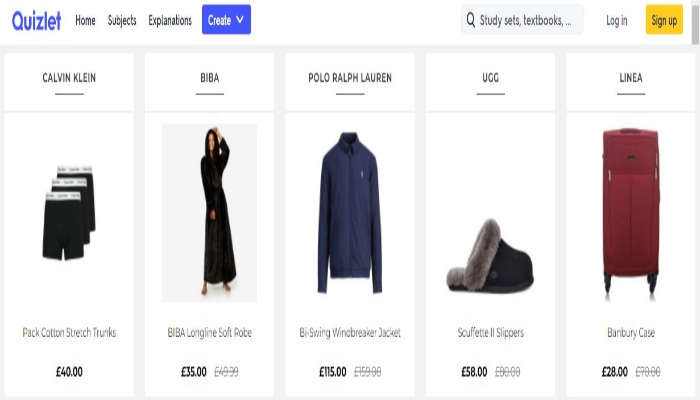 Quizlet Home Subjects Explanations Create Study sets, textbooks, ... Log in Sign up
CALVIN KLEIN BIBA POLO RALPH LAUREN UGG LINEA
Pack Cotton Stretch Trunks BIBA Longline Soft Robe Bi-Swing Windbreaker Jacket Scuffette II Slippers Banbury Case
£40.00 £35.00 £49.99 £115.00 £159.00 £58.00 £80.00 £28.00 £70.00